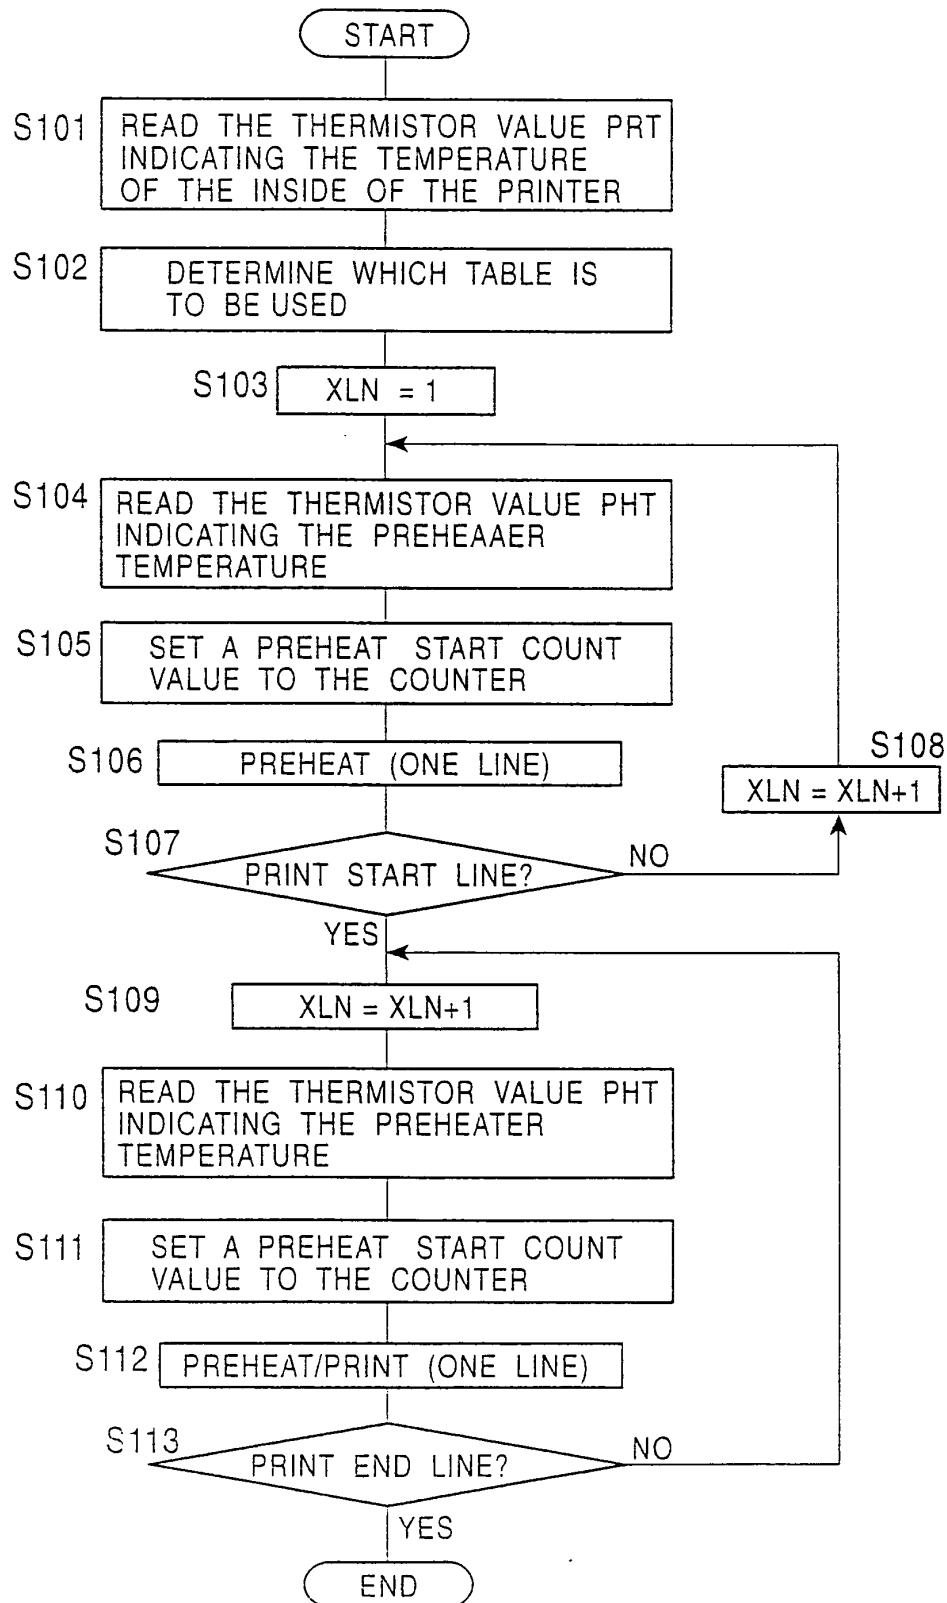 START
S101
READ THE THERMISTOR VALUE PRT
INDICATING THE TEMPERATURE
OF THE INSIDE OF THE PRINTER
S102
DETERMINE WHICH TABLE IS
TO BE USED
S103
XLN = 1
S104
READ THE THERMISTOR VALUE PHT
INDICATING THE PREHEAAER
TEMPERATURE
S105
SET A PREHEAT START COUNT
VALUE TO THE COUNTER
S106
PREHEAT (ONE LINE)
S108
XLN = XLN+1
S107
PRINT START LINE?
NO
YES
S109
XLN = XLN+1
S110
READ THE THERMISTOR VALUE PHT
INDICATING THE PREHEATER
TEMPERATURE
S111
SET A PREHEAT START COUNT
VALUE TO THE COUNTER
S112
PREHEAT/PRINT (ONE LINE)
S113
PRINT END LINE?
NO
YES
END